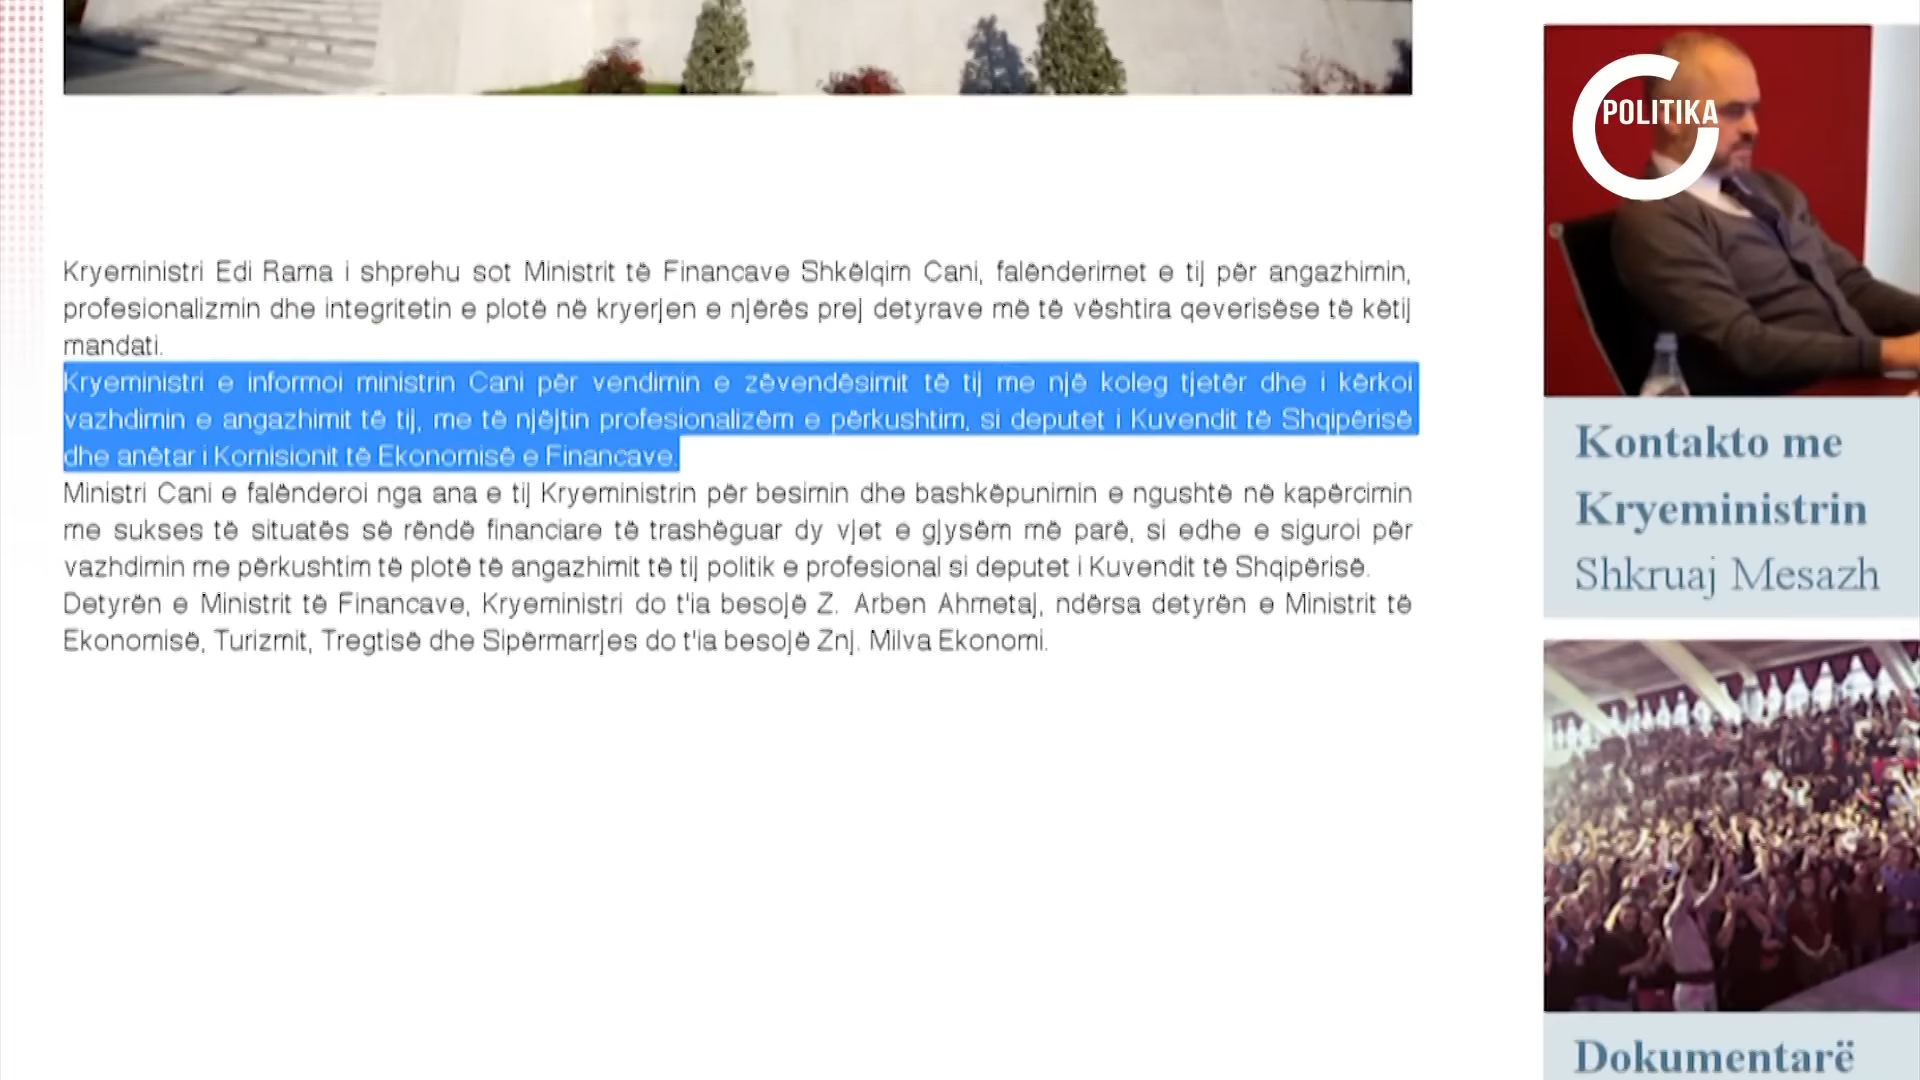 POLITIKA
Kryeministri Edi Rama i shprehu sot Ministrit të Financave Shkëlqim Cani, falënderimet e tij për angazhimin,
profesionalizmin dhe integritetin e plotë në kryerjen e njërës prej detyrave më të vështira qeverisëse të këtij
mandati.
Kryeministri e informoi ministrin Cani për vendimin e zëvendësimit të tij me një koleg tjetër dhe i kërkoi
vazhdimin e angazhimit të tij, me të njëjtin profesionalizëm e përkushtim, si deputet i Kuvendit të Shqipërisë
dhe anëtar i Komisionit të Ekonomisë e Financave.
Ministri Cani e falënderoi nga ana e tij Kryeministrin për besimin dhe bashkëpunimin e ngushtë në kapërcimin
me sukses të situatës së rëndë financiare të trashëguar dy vjet e gjysëm më parë, si edhe e siguroi për
vazhdimin me përkushtim të plotë të angazhimit të tij politik e profesional si deputet i Kuvendit të Shqipërisë.
Detyrën e Ministrit të Financave, Kryeministri do t'ia besojë Z. Arben Ahmetaj, ndërsa detyrën e Ministrit të
Ekonomisë, Turizmit, Tregtisë dhe Sipërmarrjes do t'ia besojë Znj. Milva Ekonomi.
Kontakto me
Kryeministrin
Shkruaj Mesazh
Dokumentarë